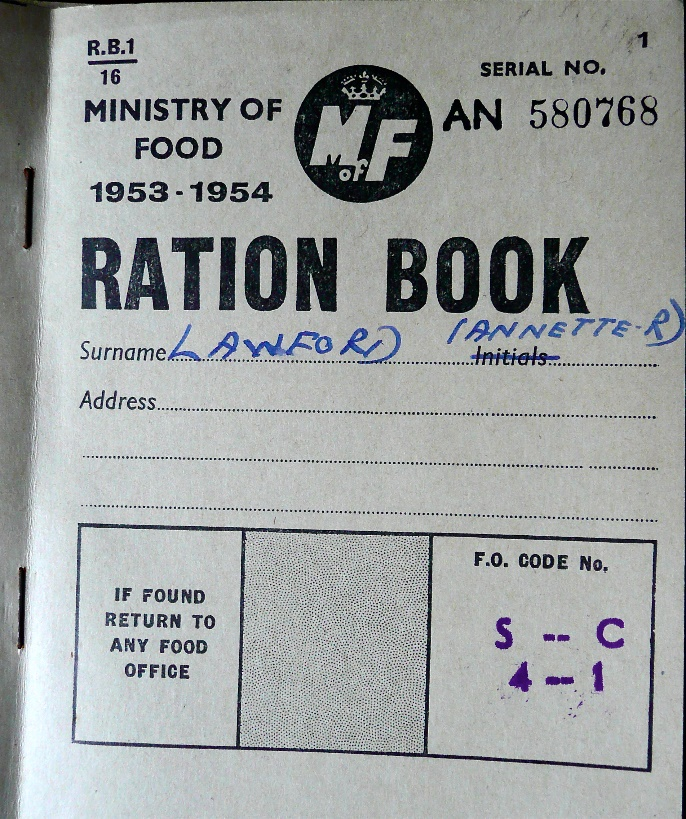 R.B.1
16
1
SERIAL NO.
MINISTRY OF
FOOD
M of F
AN 580768
1953-1954
RATION BOOK
Surname LAWFORD (ANNETTE-R)
Initials
Address
IF FOUND
RETURN TO
ANY FOOD
OFFICE
F.O. CODE No.
S -- C
4 -- 1